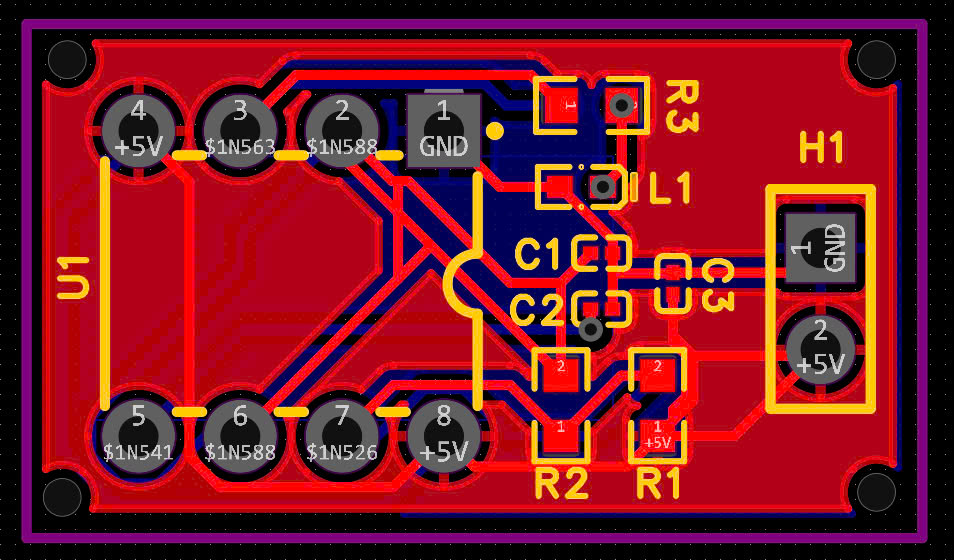 4
+5V
3
$1N563
2
$1N588
1
GND
1
R3
L1
H1
U1
C1
C2
C3
1
GND
2
+5V
2
2
1
1
+5V
R2
R1
5
$1N541
6
$1N588
7
$1N526
8
+5V